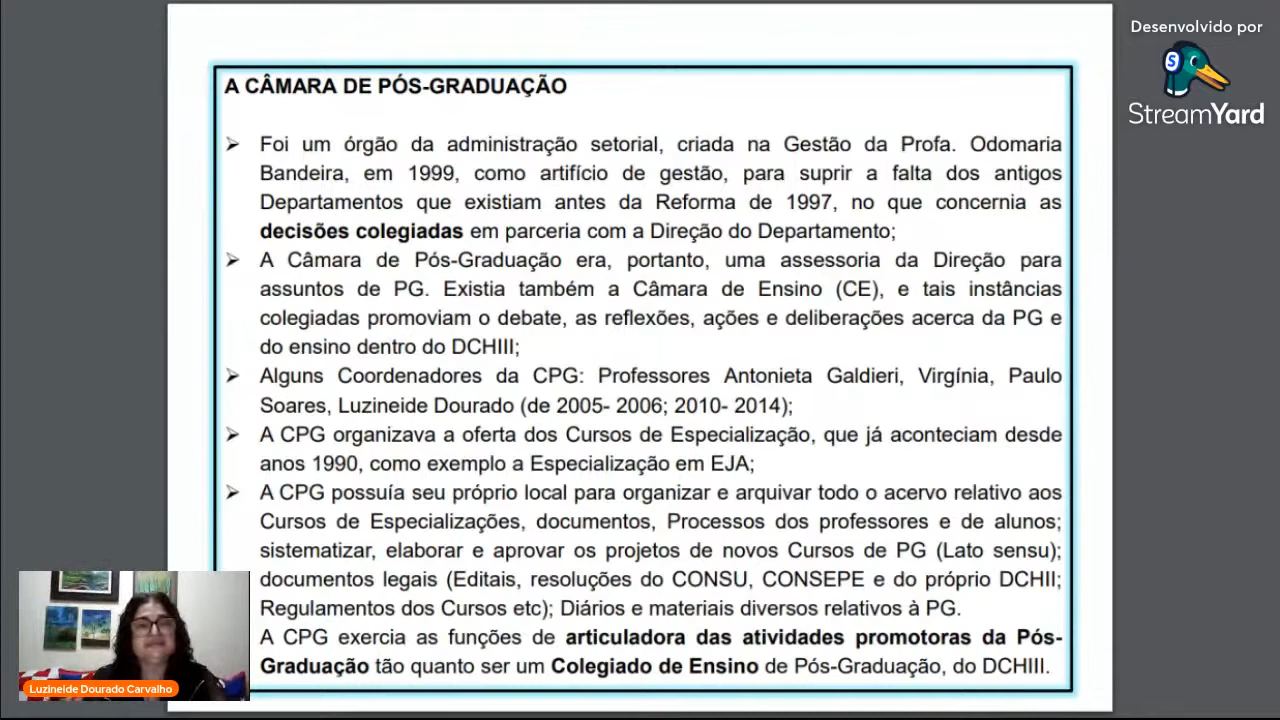 Desenvolvido por
StreamYard
A CÂMARA DE PÓS-GRADUAÇÃO
➢ Foi um órgão da administração setorial, criada na Gestão da Profa. Odomaria
Bandeira, em 1999, como artifício de gestão, para suprir a falta dos antigos
Departamentos que existiam antes da Reforma de 1997, no que concernia as
decisões colegiadas em parceria com a Direção do Departamento;
➢ A Câmara de Pós-Graduação era, portanto, uma assessoria da Direção para
assuntos de PG. Existia também a Câmara de Ensino (CE), e tais instâncias
colegiadas promoviam o debate, as reflexões, ações e deliberações acerca da PG e
do ensino dentro do DCHIII;
➢ Alguns Coordenadores da CPG: Professores Antonieta Galdieri, Virgínia, Paulo
Soares, Luzineide Dourado (de 2005- 2006; 2010- 2014);
➢ A CPG organizava a oferta dos Cursos de Especialização, que já aconteciam desde
anos 1990, como exemplo a Especialização em EJA;
➢ A CPG possuía seu próprio local para organizar e arquivar todo o acervo relativo aos
Cursos de Especializações, documentos, Processos dos professores e de alunos;
sistematizar, elaborar e aprovar os projetos de novos Cursos de PG (Lato sensu);
documentos legais (Editais, resoluções do CONSU, CONSEPE e do próprio DCHII;
Regulamentos dos Cursos etc); Diários e materiais diversos relativos à PG.
A CPG exercia as funções de articuladora das atividades promotoras da Pós-
Graduação tão quanto ser um Colegiado de Ensino de Pós-Graduação, do DCHIII.
Luzineide Dourado Carvalho